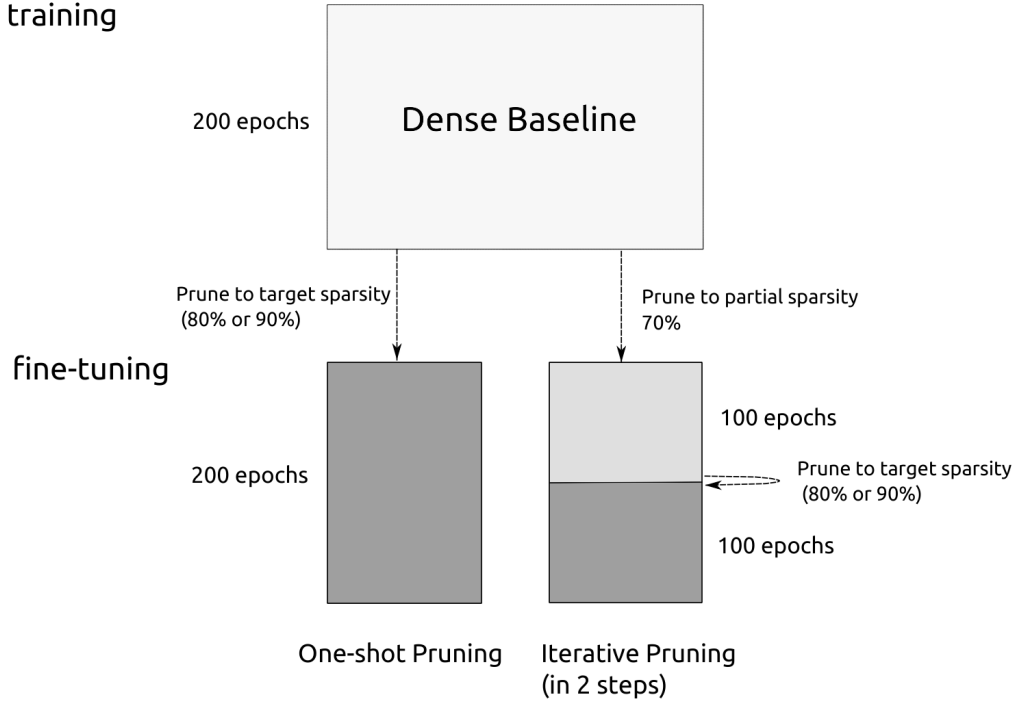 training
200 epochs
Dense Baseline
Prune to target sparsity
(80% or 90%)
Prune to partial sparsity
70%
fine-tuning
200 epochs
100 epochs
Prune to target sparsity
(80% or 90%)
100 epochs
One-shot Pruning
Iterative Pruning
(in 2 steps)